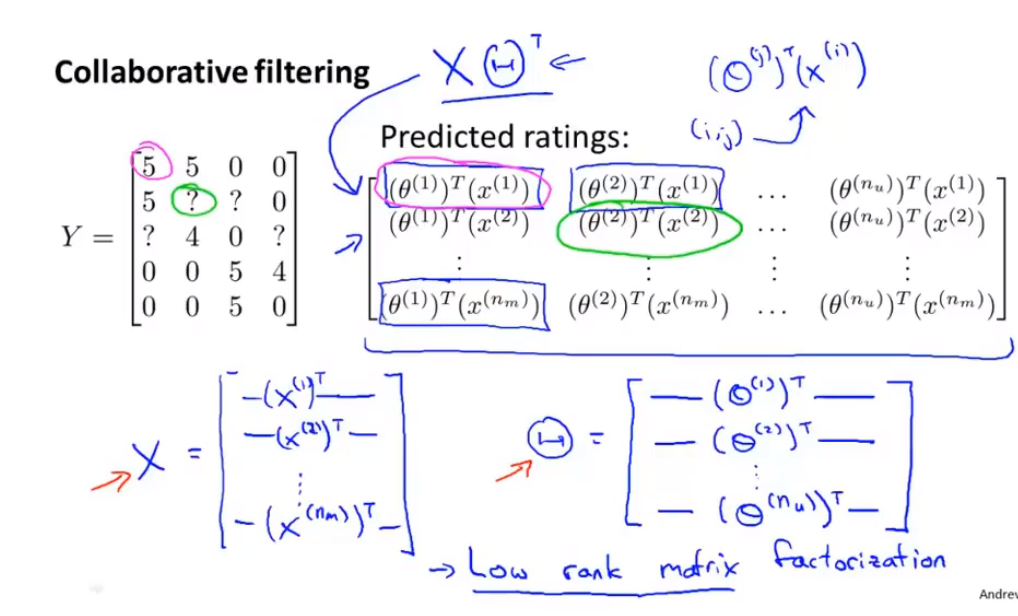 X Θᵀ ←
(Θ⁽ʲ⁾)ᵀ(x⁽ⁱ⁾)
Collaborative filtering
(i,j)
Predicted ratings:
Y =
5 5 0 0
5 ? ? 0
? 4 0 ?
0 0 5 4
0 0 5 0
(θ⁽¹⁾)ᵀ(x⁽¹⁾) (θ⁽²⁾)ᵀ(x⁽¹⁾) … (θ^(n_u))ᵀ(x⁽¹⁾)
(θ⁽¹⁾)ᵀ(x⁽²⁾) (θ⁽²⁾)ᵀ(x⁽²⁾) … (θ^(n_u))ᵀ(x⁽²⁾)
⋮ ⋮ ⋮ ⋮
(θ⁽¹⁾)ᵀ(x^(n_m)) (θ⁽²⁾)ᵀ(x^(n_m)) … (θ^(n_u))ᵀ(x^(n_m))
X =
—(x⁽¹⁾)ᵀ—
—(x⁽²⁾)ᵀ—
⋮
—(x^(n_m))ᵀ—
Θ =
—(Θ⁽¹⁾)ᵀ—
—(Θ⁽²⁾)ᵀ—
⋮
—(Θ^(n_u))ᵀ—
→ Low rank matrix factorization